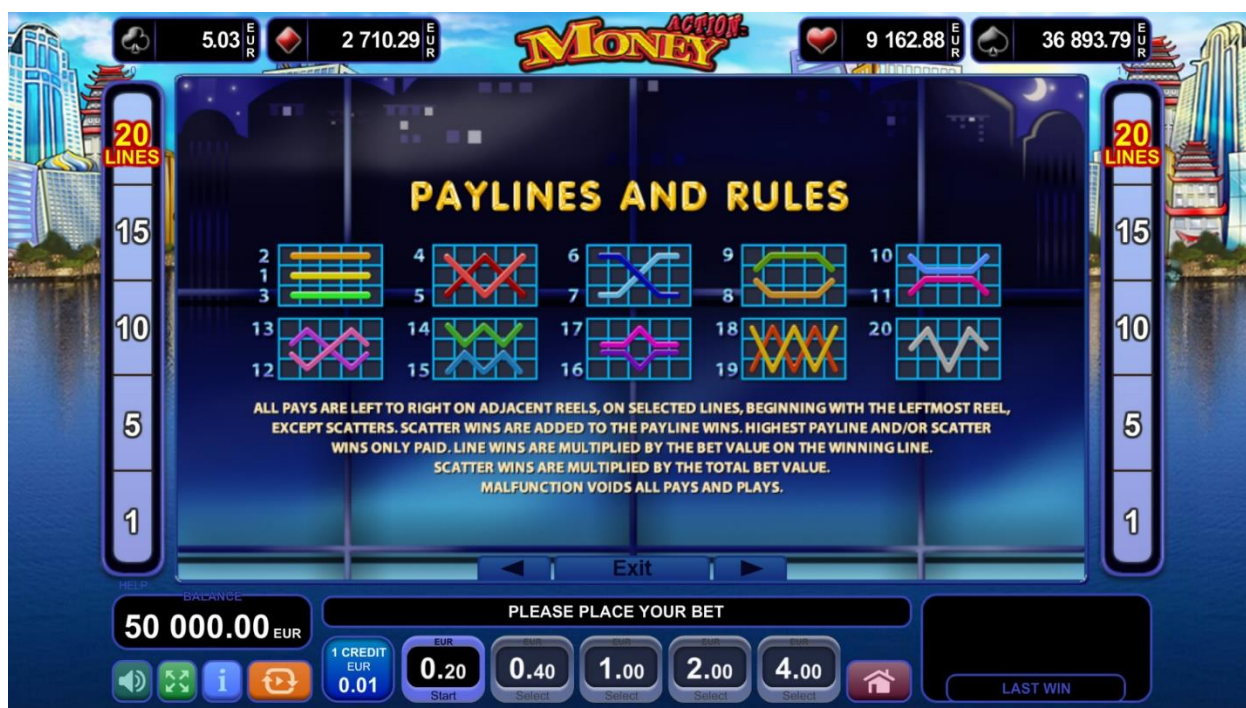 5.03 EUR
2 710.29 EUR
ACTION
MONEY
9 162.88 EUR
36 893.79 EUR
20
LINES
15
10
5
1
20
LINES
15
10
5
1
PAYLINES AND RULES
2
1
3
4
5
6
7
9
8
10
11
13
12
14
15
17
16
18
19
20
ALL PAYS ARE LEFT TO RIGHT ON ADJACENT REELS, ON SELECTED LINES, BEGINNING WITH THE LEFTMOST REEL,
EXCEPT SCATTERS. SCATTER WINS ARE ADDED TO THE PAYLINE WINS. HIGHEST PAYLINE AND/OR SCATTER
WINS ONLY PAID. LINE WINS ARE MULTIPLIED BY THE BET VALUE ON THE WINNING LINE.
SCATTER WINS ARE MULTIPLIED BY THE TOTAL BET VALUE.
MALFUNCTION VOIDS ALL PAYS AND PLAYS.
Exit
HELP
BALANCE
50 000.00 EUR
PLEASE PLACE YOUR BET
1 CREDIT
EUR
0.01
EUR
0.20
Start
EUR
0.40
Select
EUR
1.00
Select
EUR
2.00
Select
EUR
4.00
Select
i
LAST WIN